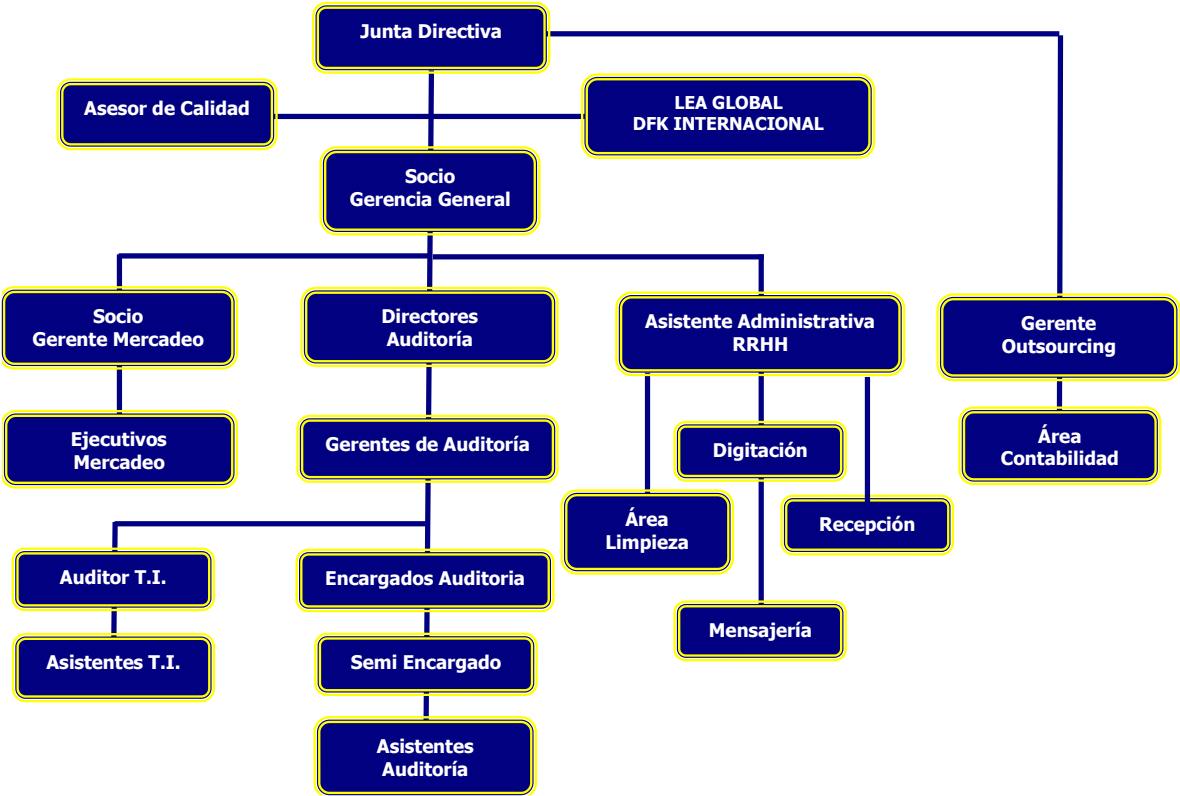 Junta Directiva
Asesor de Calidad
LEA GLOBAL
DFK INTERNACIONAL
Socio
Gerencia General
Socio
Gerente Mercadeo
Directores
Auditoría
Asistente Administrativa
RRHH
Gerente
Outsourcing
Ejecutivos
Mercadeo
Gerentes de Auditoría
Digitación
Área
Contabilidad
Área
Limpieza
Recepción
Auditor T.I.
Encargados Auditoria
Mensajería
Asistentes T.I.
Semi Encargado
Asistentes
Auditoría